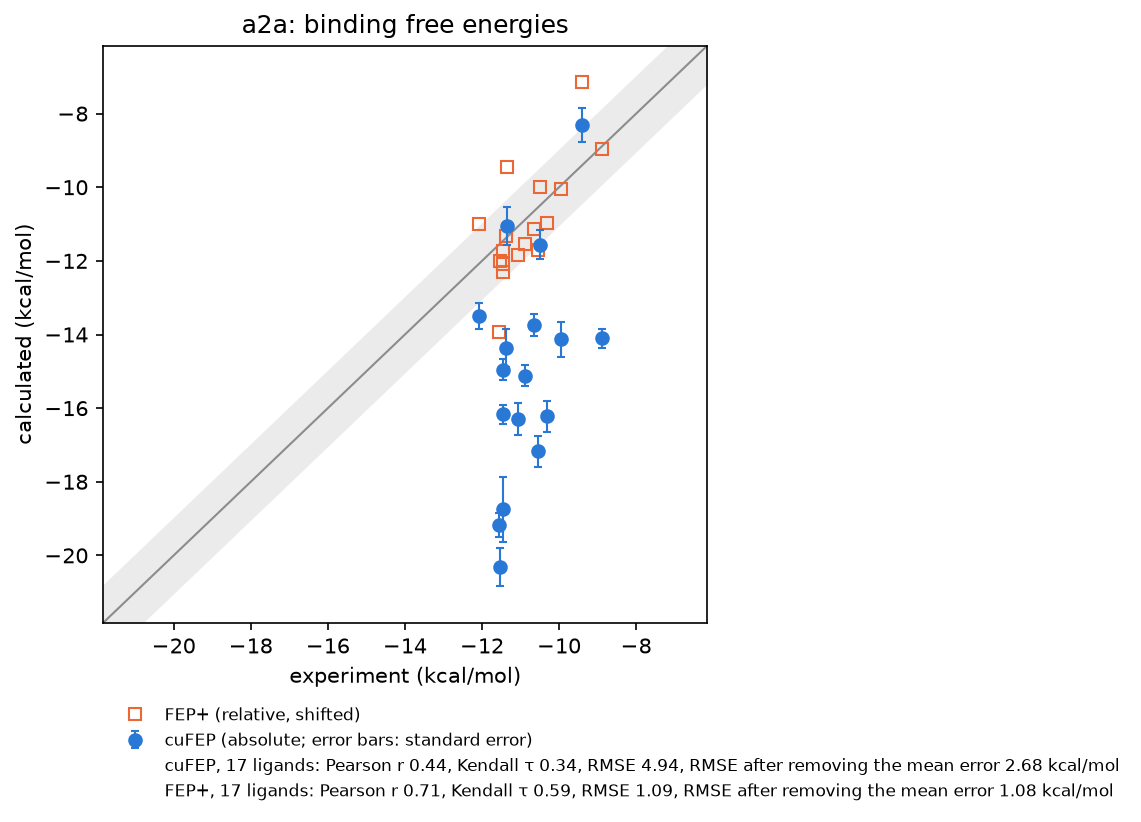 a2a: binding free energies
calculated (kcal/mol)
−8
−10
−12
−14
−16
−18
−20
−20 −18 −16 −14 −12 −10 −8
experiment (kcal/mol)
FEP+ (relative, shifted)
cuFEP (absolute; error bars: standard error)
cuFEP, 17 ligands: Pearson r 0.44, Kendall τ 0.34, RMSE 4.94, RMSE after removing the mean error 2.68 kcal/mol
FEP+, 17 ligands: Pearson r 0.71, Kendall τ 0.59, RMSE 1.09, RMSE after removing the mean error 1.08 kcal/mol